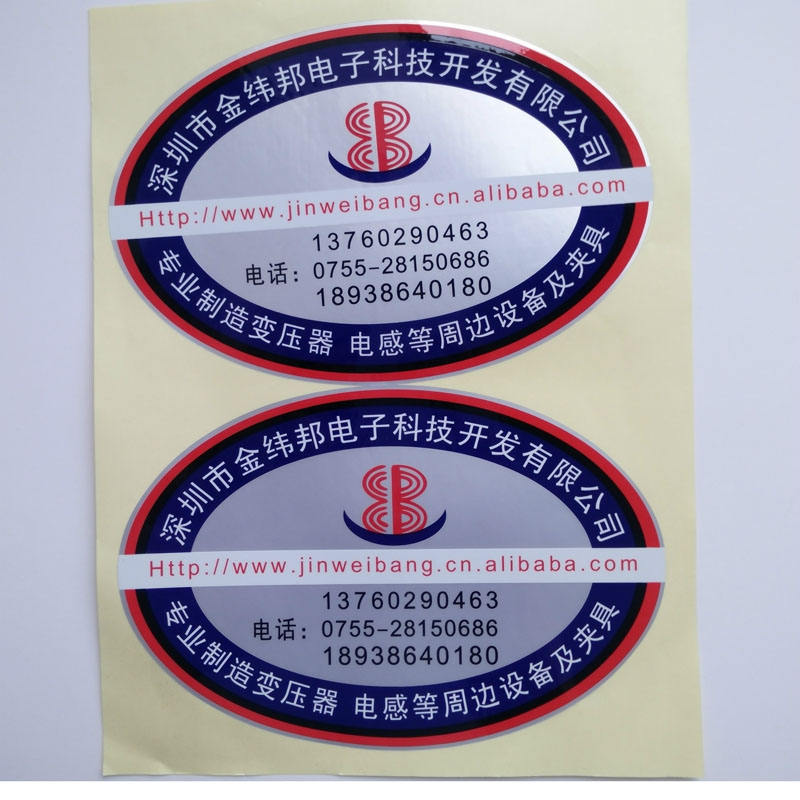 深圳市金纬邦电子科技开发有限公司
Http://www.jinweibang.cn.alibaba.com
13760290463
电话：0755-28150686
18938640180
专业制造变压器 电感等周边设备及夹具
深圳市金纬邦电子科技开发有限公司
Http://www.jinweibang.cn.alibaba.com
13760290463
电话：0755-28150686
18938640180
专业制造变压器 电感等周边设备及夹具